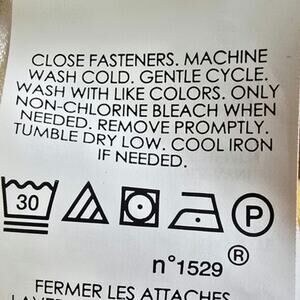 CLOSE FASTENERS. MACHINE
WASH COLD. GENTLE CYCLE.
WASH WITH LIKE COLORS. ONLY
NON-CHLORINE BLEACH WHEN
NEEDED. REMOVE PROMPTLY.
TUMBLE DRY LOW. COOL IRON
IF NEEDED.
30 P
n°1529 ®
FERMER LES ATTACHES.